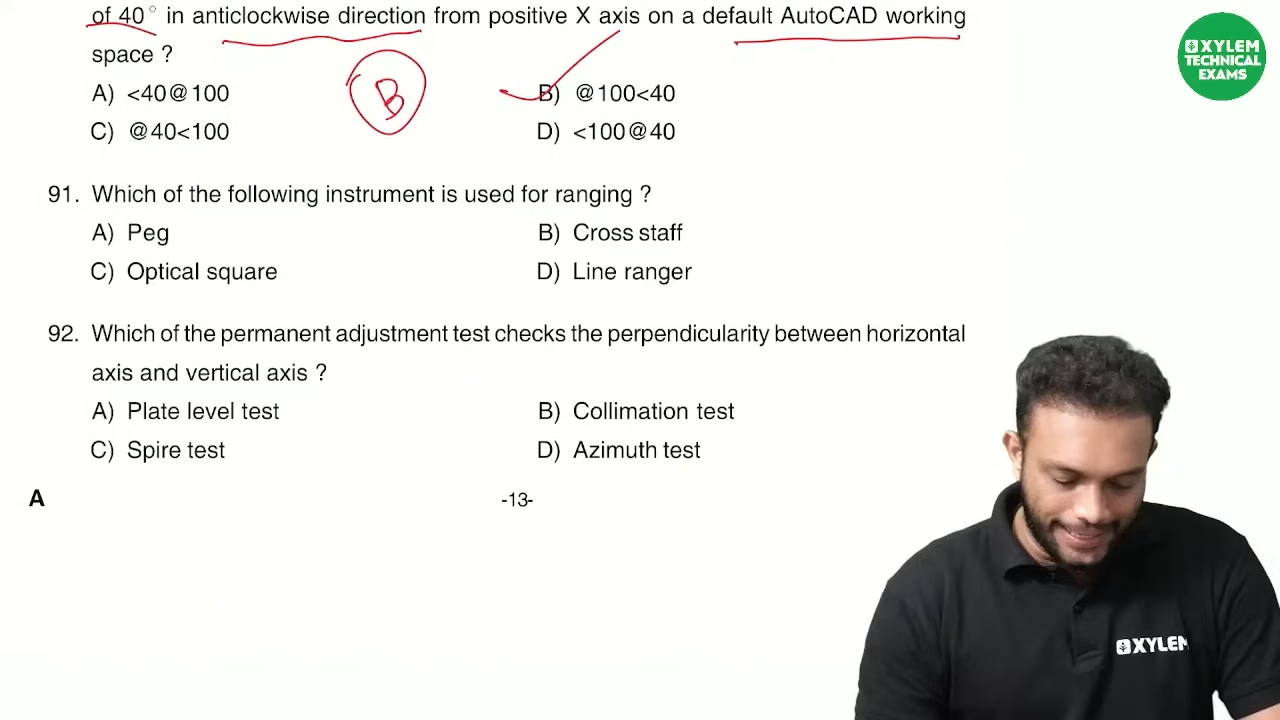 of 40° in anticlockwise direction from positive X axis on a default AutoCAD working
space ?
A) <40@100
B) @100<40
C) @40<100
D) <100@40
B
91. Which of the following instrument is used for ranging ?
A) Peg
B) Cross staff
C) Optical square
D) Line ranger
92. Which of the permanent adjustment test checks the perpendicularity between horizontal
axis and vertical axis ?
A) Plate level test
B) Collimation test
C) Spire test
D) Azimuth test
A
-13-
XYLEM
TECHNICAL
EXAMS
XYLEM